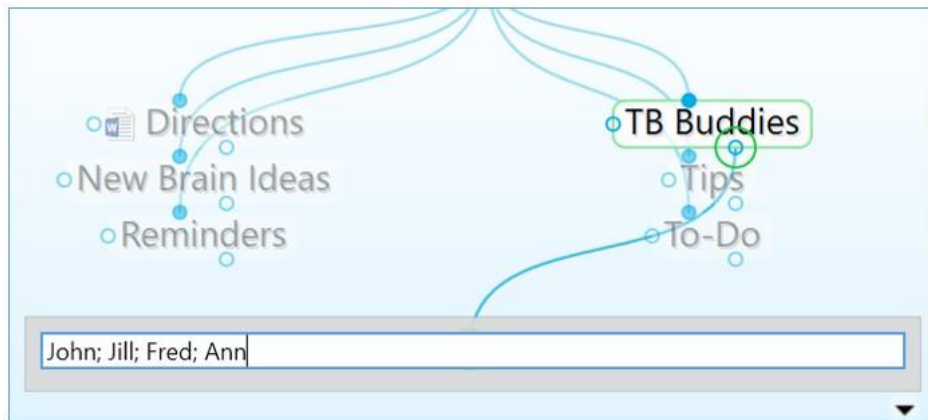 Directions
New Brain Ideas
Reminders
TB Buddies
Tips
To-Do
John; Jill; Fred; Ann